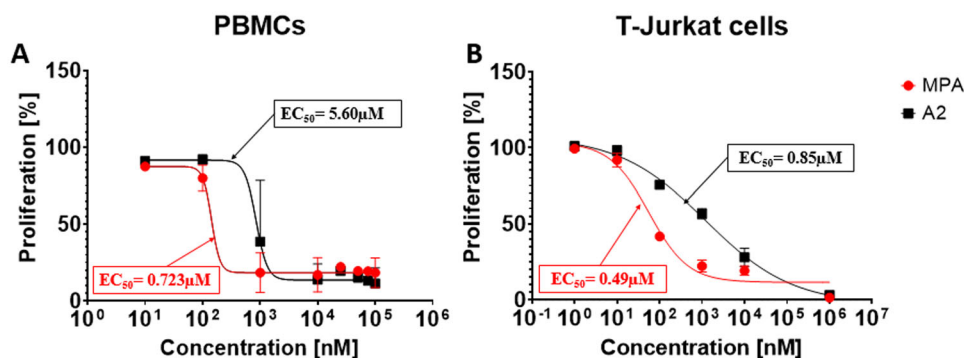 PBMCs
A
150
100
50
0
Proliferation [%]
EC50= 5.60µM
EC50= 0.723µM
10^0 10^1 10^2 10^3 10^4 10^5 10^6
Concentration [nM]
T-Jurkat cells
B
150
100
50
0
Proliferation [%]
EC50= 0.85µM
EC50= 0.49µM
10^-1 10^0 10^1 10^2 10^3 10^4 10^5 10^6 10^7
Concentration [nM]
MPA
A2